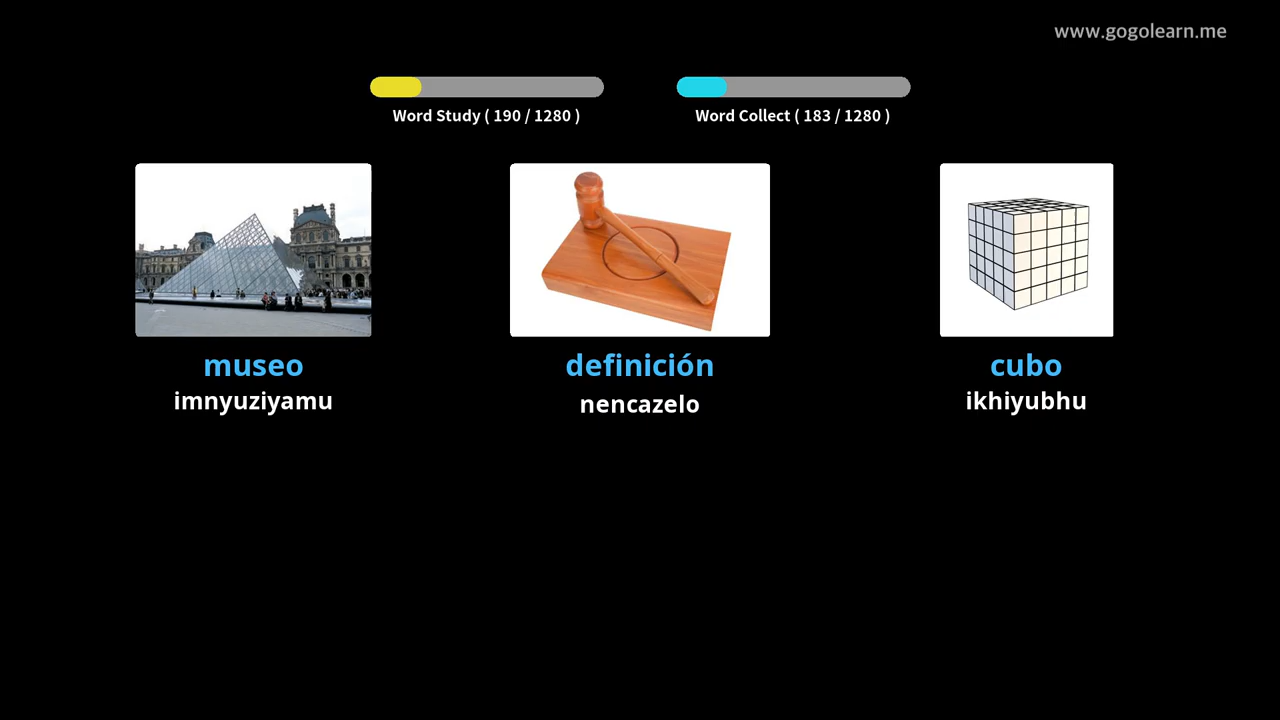 www.gogolearn.me
Word Study ( 190 / 1280 )
Word Collect ( 183 / 1280 )
museo
definición
cubo
imnyuziyamu
nencazelo
ikhiyubhu